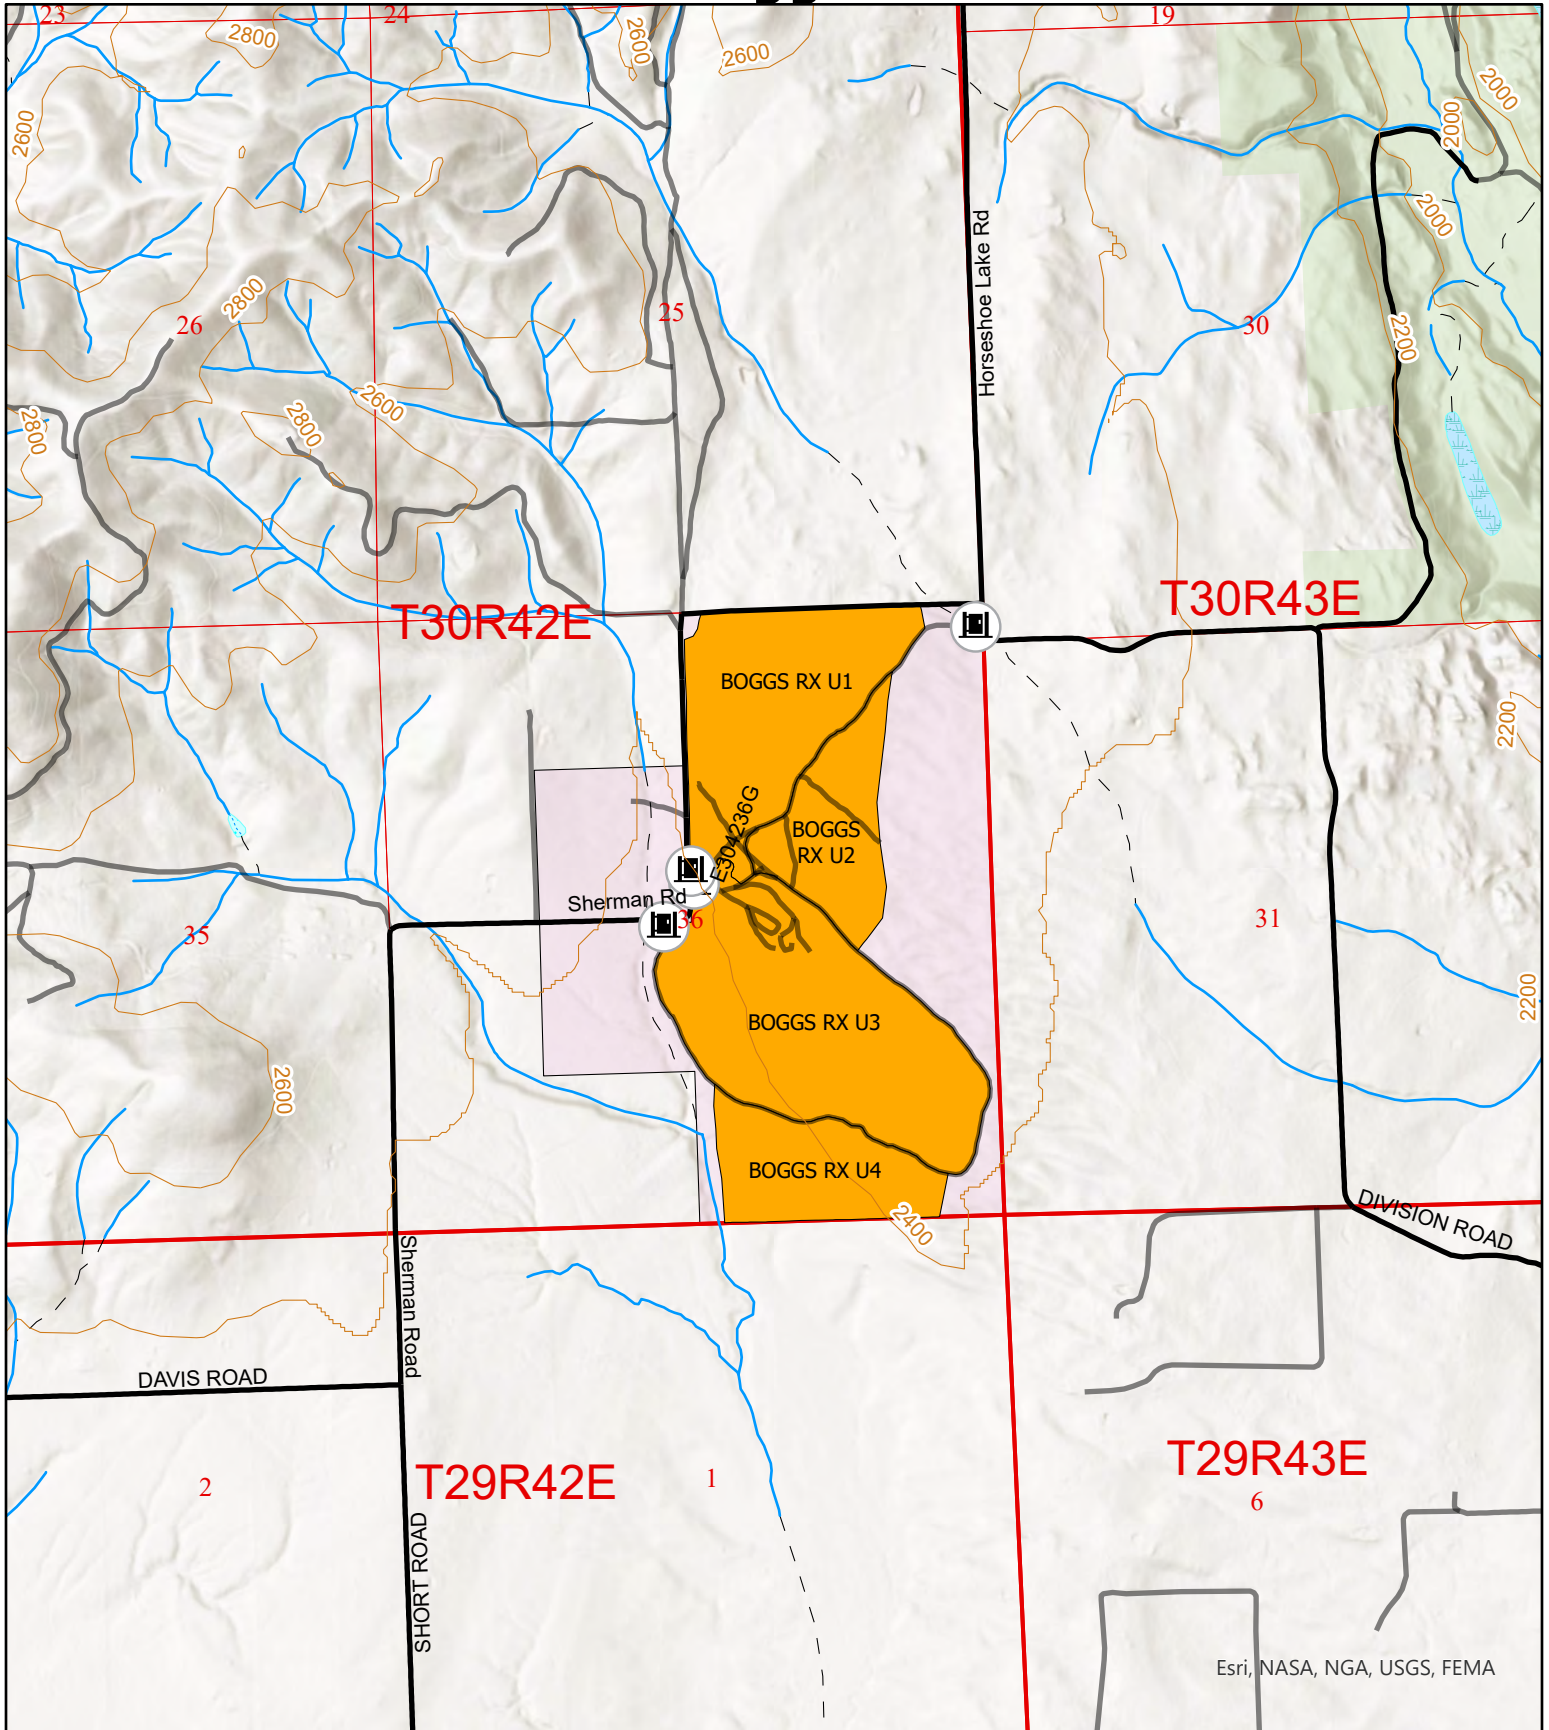 23
24
19
2800
2600
2600
2000
2000
2600
2000
2800
26
25
30
Horseshoe Lake Rd
2200
2800
2600
2800
T30R42E
T30R43E
BOGGS RX U1
2200
E304236G
BOGGS
RX U2
Sherman Rd
36
35
31
2200
BOGGS RX U3
2600
BOGGS RX U4
2400
DIVISION ROAD
Sherman Road
DAVIS ROAD
T29R42E
T29R43E
2
1
6
SHORT ROAD
Esri, NASA, NGA, USGS, FEMA